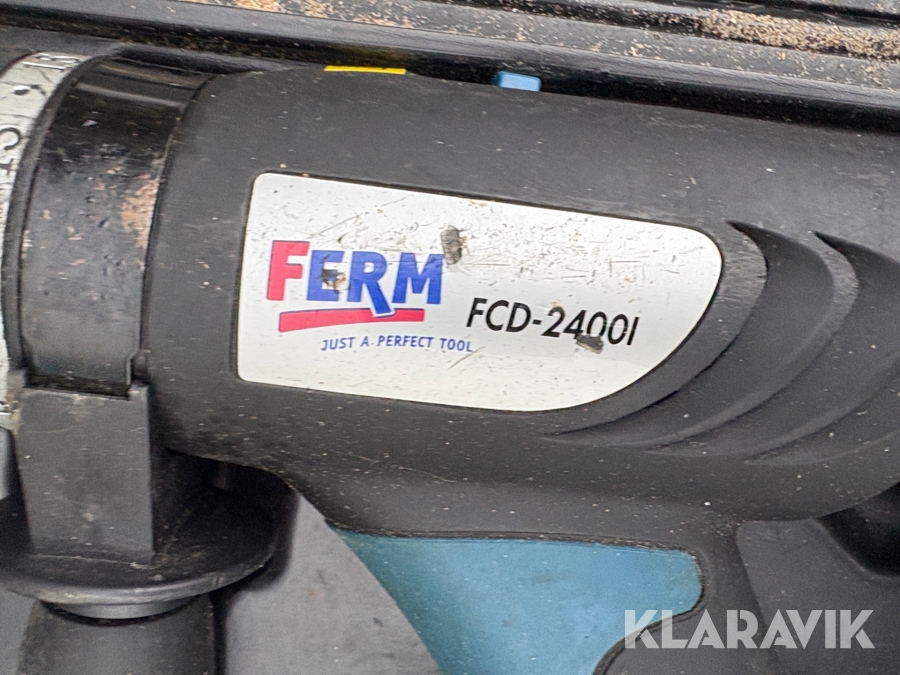 FERM
JUST A PERFECT TOOL
FCD-2400I
KLARAVIK